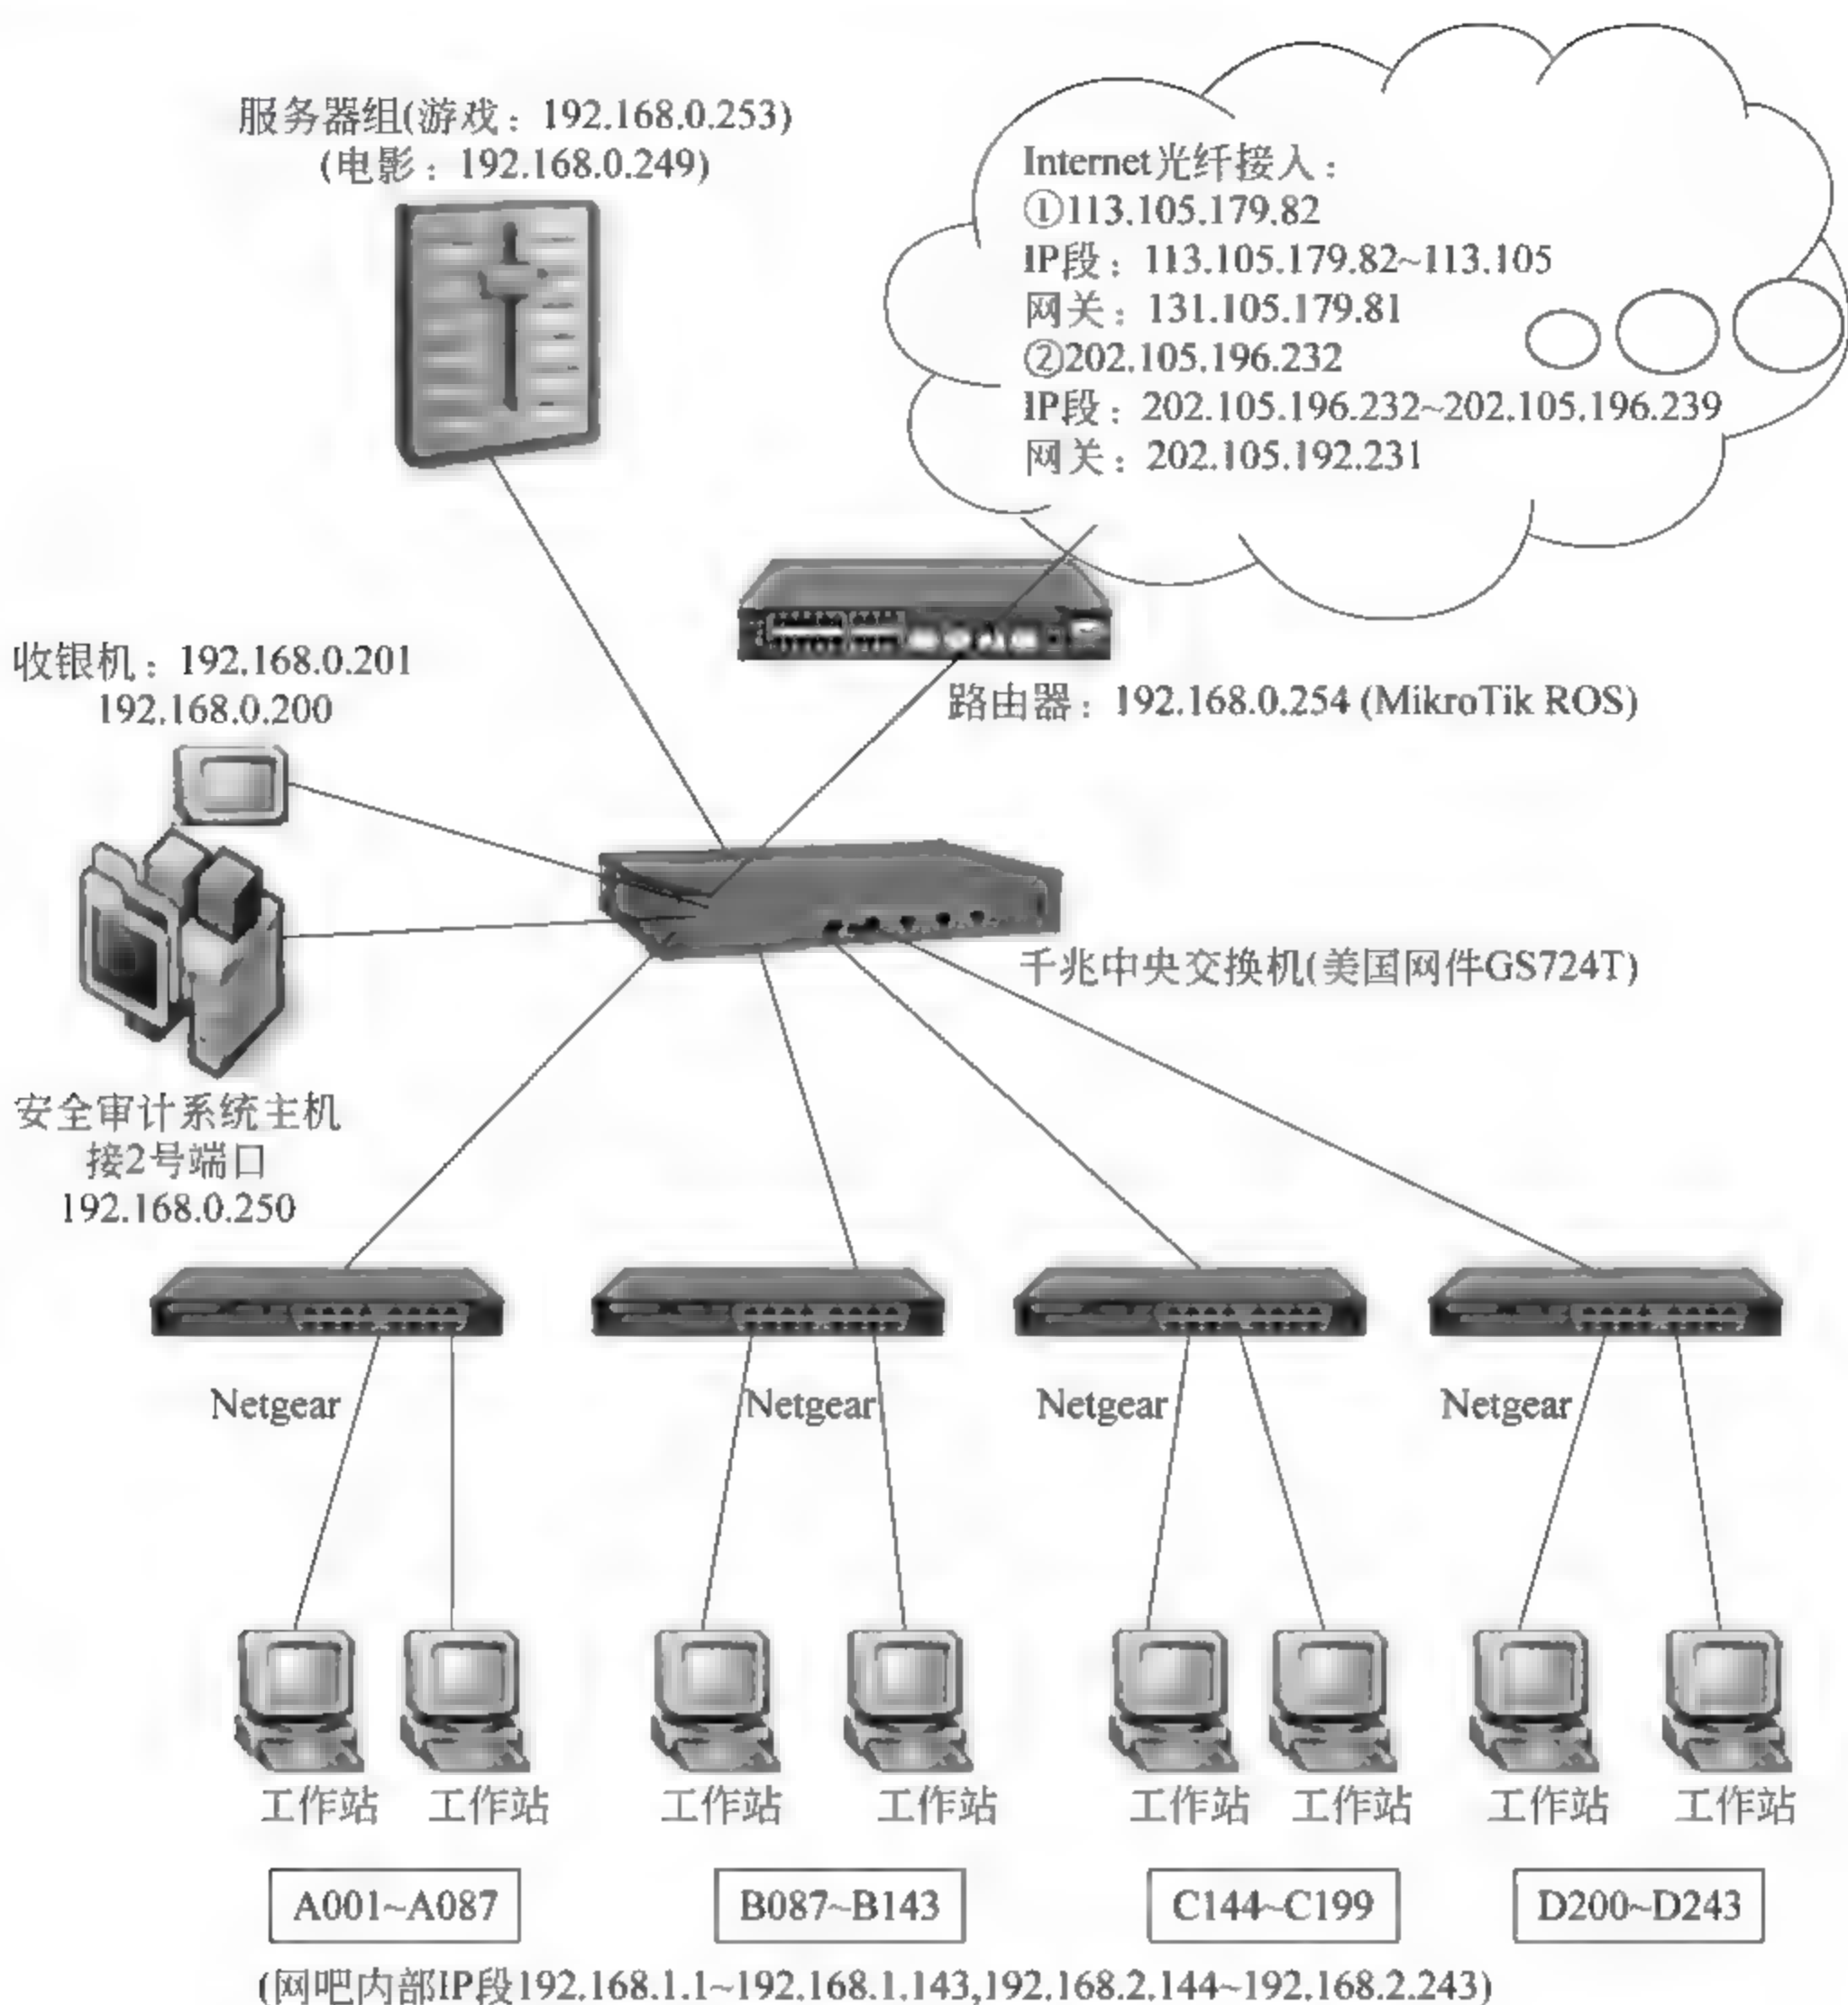 服务器组(游戏：192.168.0.253)
(电影：192.168.0.249)
Internet光纤接入：
①113.105.179.82
IP段：113.105.179.82~113.105
网关：131.105.179.81
②202.105.196.232
IP段：202.105.196.232~202.105.196.239
网关：202.105.192.231
收银机：192.168.0.201
192.168.0.200
路由器：192.168.0.254 (MikroTik ROS)
千兆中央交换机(美国网件GS724T)
安全审计系统主机
接2号端口
192.168.0.250
Netgear Netgear Netgear Netgear
工作站 工作站 工作站 工作站 工作站 工作站 工作站 工作站
A001~A087 B087~B143 C144~C199 D200~D243
(网吧内部IP段192.168.1.1~192.168.1.143,192.168.2.144~192.168.2.243)